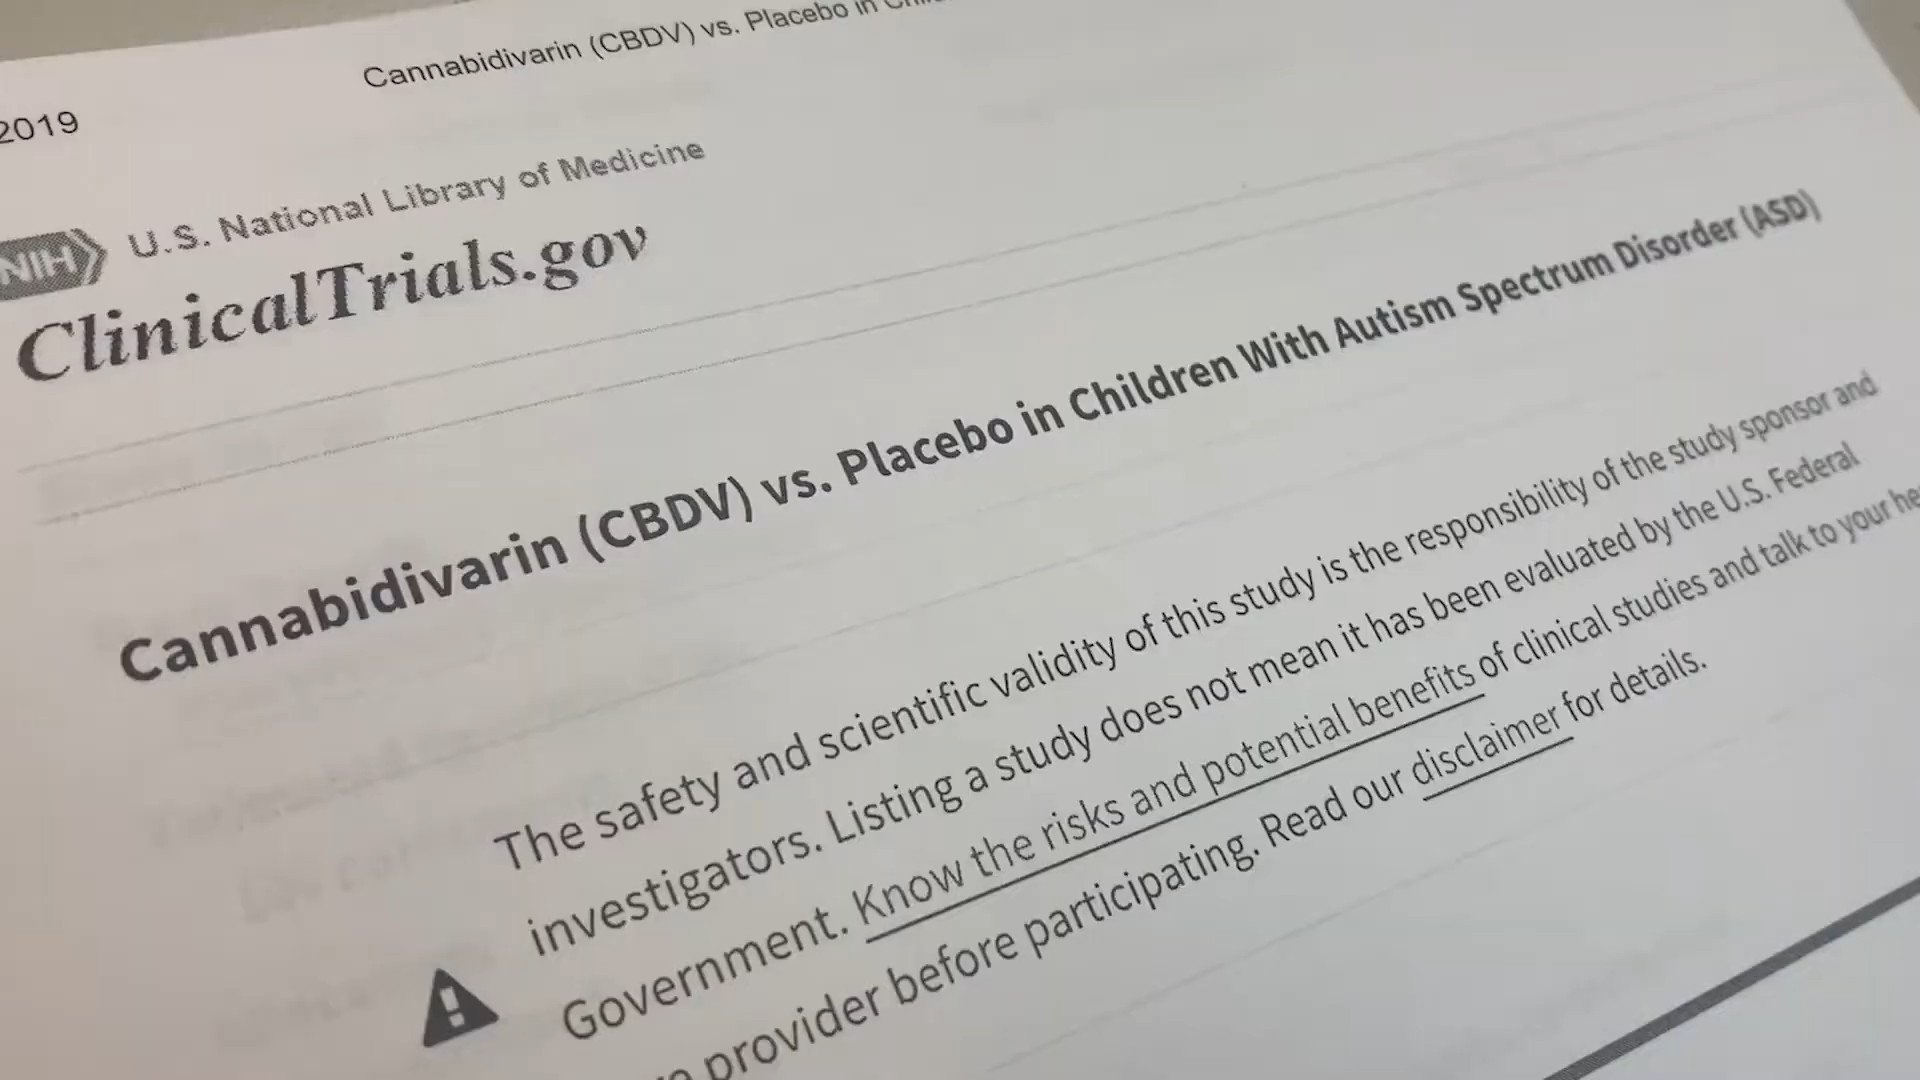 Cannabidivarin (CBDV) vs. Placebo in
2019
NIH U.S. National Library of Medicine
ClinicalTrials.gov
Cannabidivarin (CBDV) vs. Placebo in Children With Autism Spectrum Disorder (ASD)
The safety and scientific validity of this study is the responsibility of the study sponsor and
investigators. Listing a study does not mean it has been evaluated by the U.S. Federal
Government. Know the risks and potential benefits of clinical studies and talk to your
provider before participating. Read our disclaimer for details.